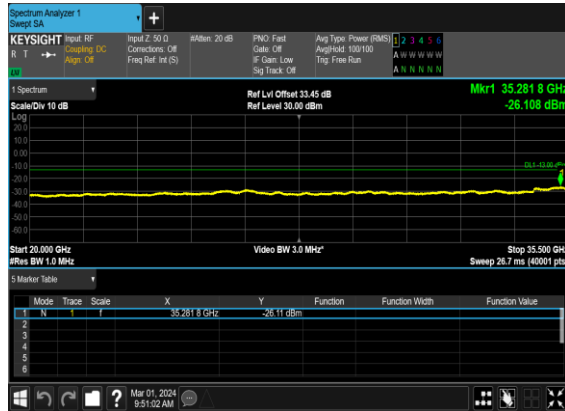 Spectrum Analyzer 1
Swept SA
+
KEYSIGHT Input: RF Input Z: 50 Ω #Atten: 20 dB PNO: Fast Avg Type: Power (RMS) 1 2 3 4 5 6
R T Coupling: DC Corrections: Off Gate: Off Avg|Hold: 100/100 A W W W W W
Align: Off Freq Ref: Int (S) IF Gain: Low Trig: Free Run
Sig Track: Off A N N N N N
1 Spectrum Ref Lvl Offset 33.45 dB Mkr1 35.281 8 GHz
Scale/Div 10 dB Ref Level 30.00 dBm -26.108 dBm
Log
20.0
10.0
0.00
-10.0 DL1 -13.00 dBm
-20.0
-30.0
-40.0
-50.0
-60.0
Start 20.000 GHz Video BW 3.0 MHz* Stop 35.500 GHz
#Res BW 1.0 MHz Sweep 26.7 ms (40001 pts)
5 Marker Table
Mode Trace Scale X Y Function Function Width Function Value
1 N 1 f 35.281 8 GHz -26.11 dBm
2
3
4
5
6
? Mar 01, 2024
9:51:02 AM